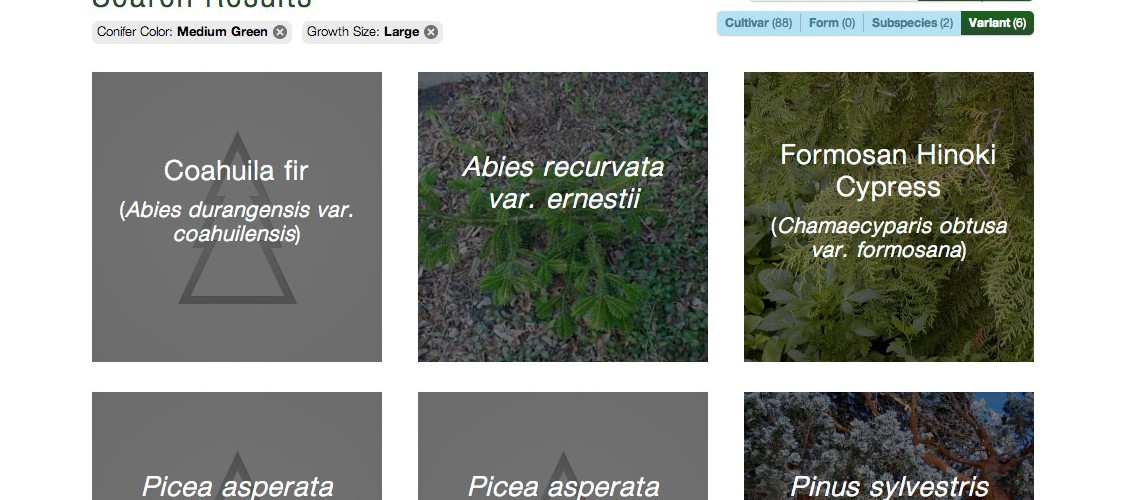 Search Results
Conifer Color: Medium Green Growth Size: Large
Cultivar (88) Form (0) Subspecies (2) Variant (6)
Coahuila fir
(Abies durangensis var.
coahuilensis)
Abies recurvata
var. ernestii
Formosan Hinoki
Cypress
(Chamaecyparis obtusa
var. formosana)
Picea asperata
Picea asperata
Pinus sylvestris